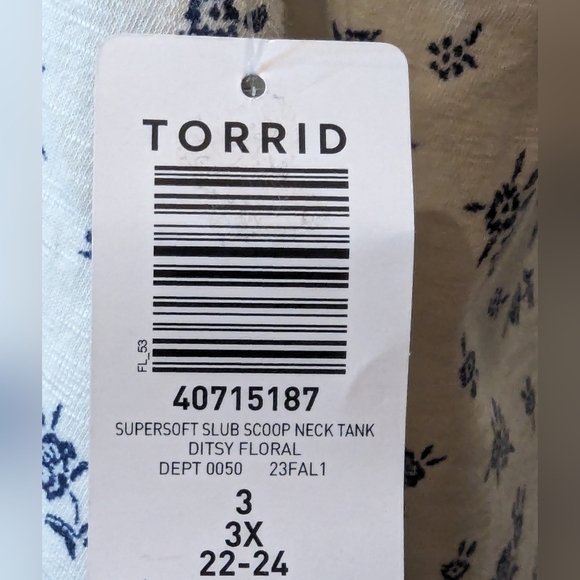 TORRID
FL_53
40715187
SUPERSOFT SLUB SCOOP NECK TANK
DITSY FLORAL
DEPT 0050 23FAL1
3
3X
22-24